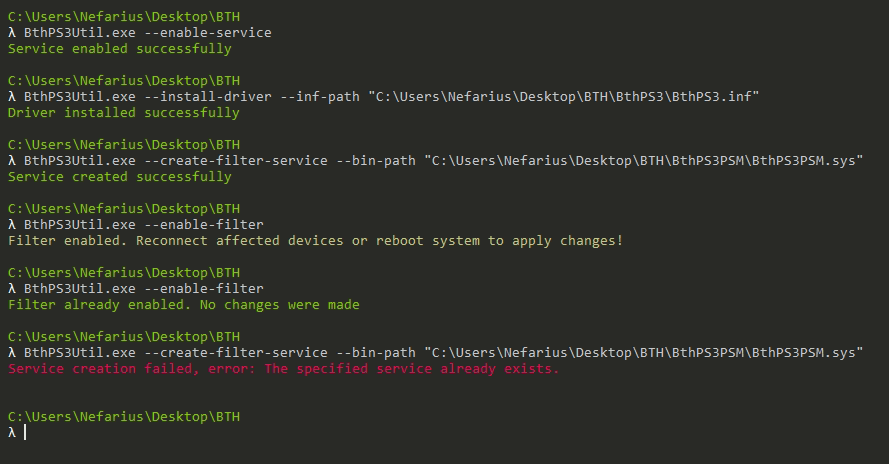 C:\Users\Nefarius\Desktop\BTH
λ BthPS3Util.exe --enable-service
Service enabled successfully
C:\Users\Nefarius\Desktop\BTH
λ BthPS3Util.exe --install-driver --inf-path "C:\Users\Nefarius\Desktop\BTH\BthPS3\BthPS3.inf"
Driver installed successfully
C:\Users\Nefarius\Desktop\BTH
λ BthPS3Util.exe --create-filter-service --bin-path "C:\Users\Nefarius\Desktop\BTH\BthPS3PSM\BthPS3PSM.sys"
Service created successfully
C:\Users\Nefarius\Desktop\BTH
λ BthPS3Util.exe --enable-filter
Filter enabled. Reconnect affected devices or reboot system to apply changes!
C:\Users\Nefarius\Desktop\BTH
λ BthPS3Util.exe --enable-filter
Filter already enabled. No changes were made
C:\Users\Nefarius\Desktop\BTH
λ BthPS3Util.exe --create-filter-service --bin-path "C:\Users\Nefarius\Desktop\BTH\BthPS3PSM\BthPS3PSM.sys"
Service creation failed, error: The specified service already exists.
C:\Users\Nefarius\Desktop\BTH
λ